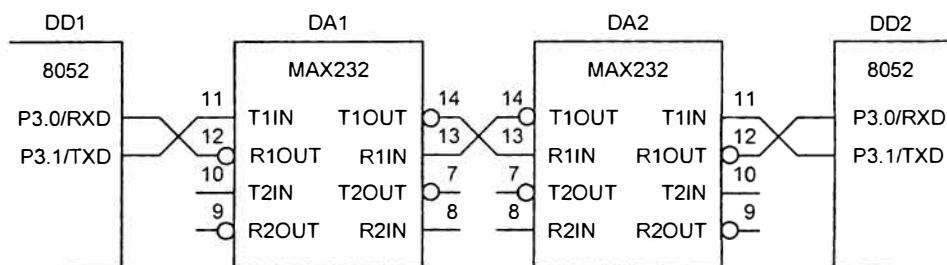 DD1 DA1 DA2 DD2
8052 MAX232 MAX232 8052
P3.0/RXD 11 T1IN T1OUT 14 14 T1OUT T1IN 11 P3.0/RXD
P3.1/TXD 12 R1OUT R1IN 13 13 R1IN R1OUT 12 P3.1/TXD
10 T2IN T2OUT 7 7 T2OUT T2IN 10
9 R2OUT R2IN 8 8 R2IN R2OUT 9